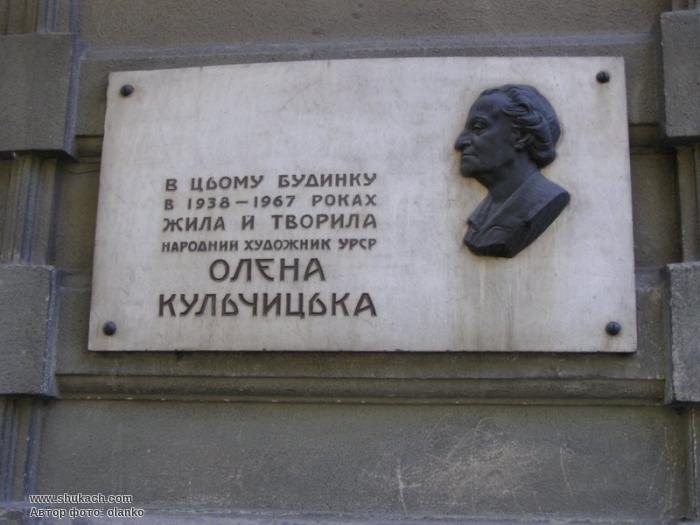 В ЦЬОМУ БУДИНКУ
В 1938-1967 РОКАХ
ЖИЛА Й ТВОРИЛА
НАРОДНИЙ ХУДОЖНИК УРСР
ОЛЕНА
КУЛЬЧИЦЬКА
www.shukach.com
Автор фото: olanko